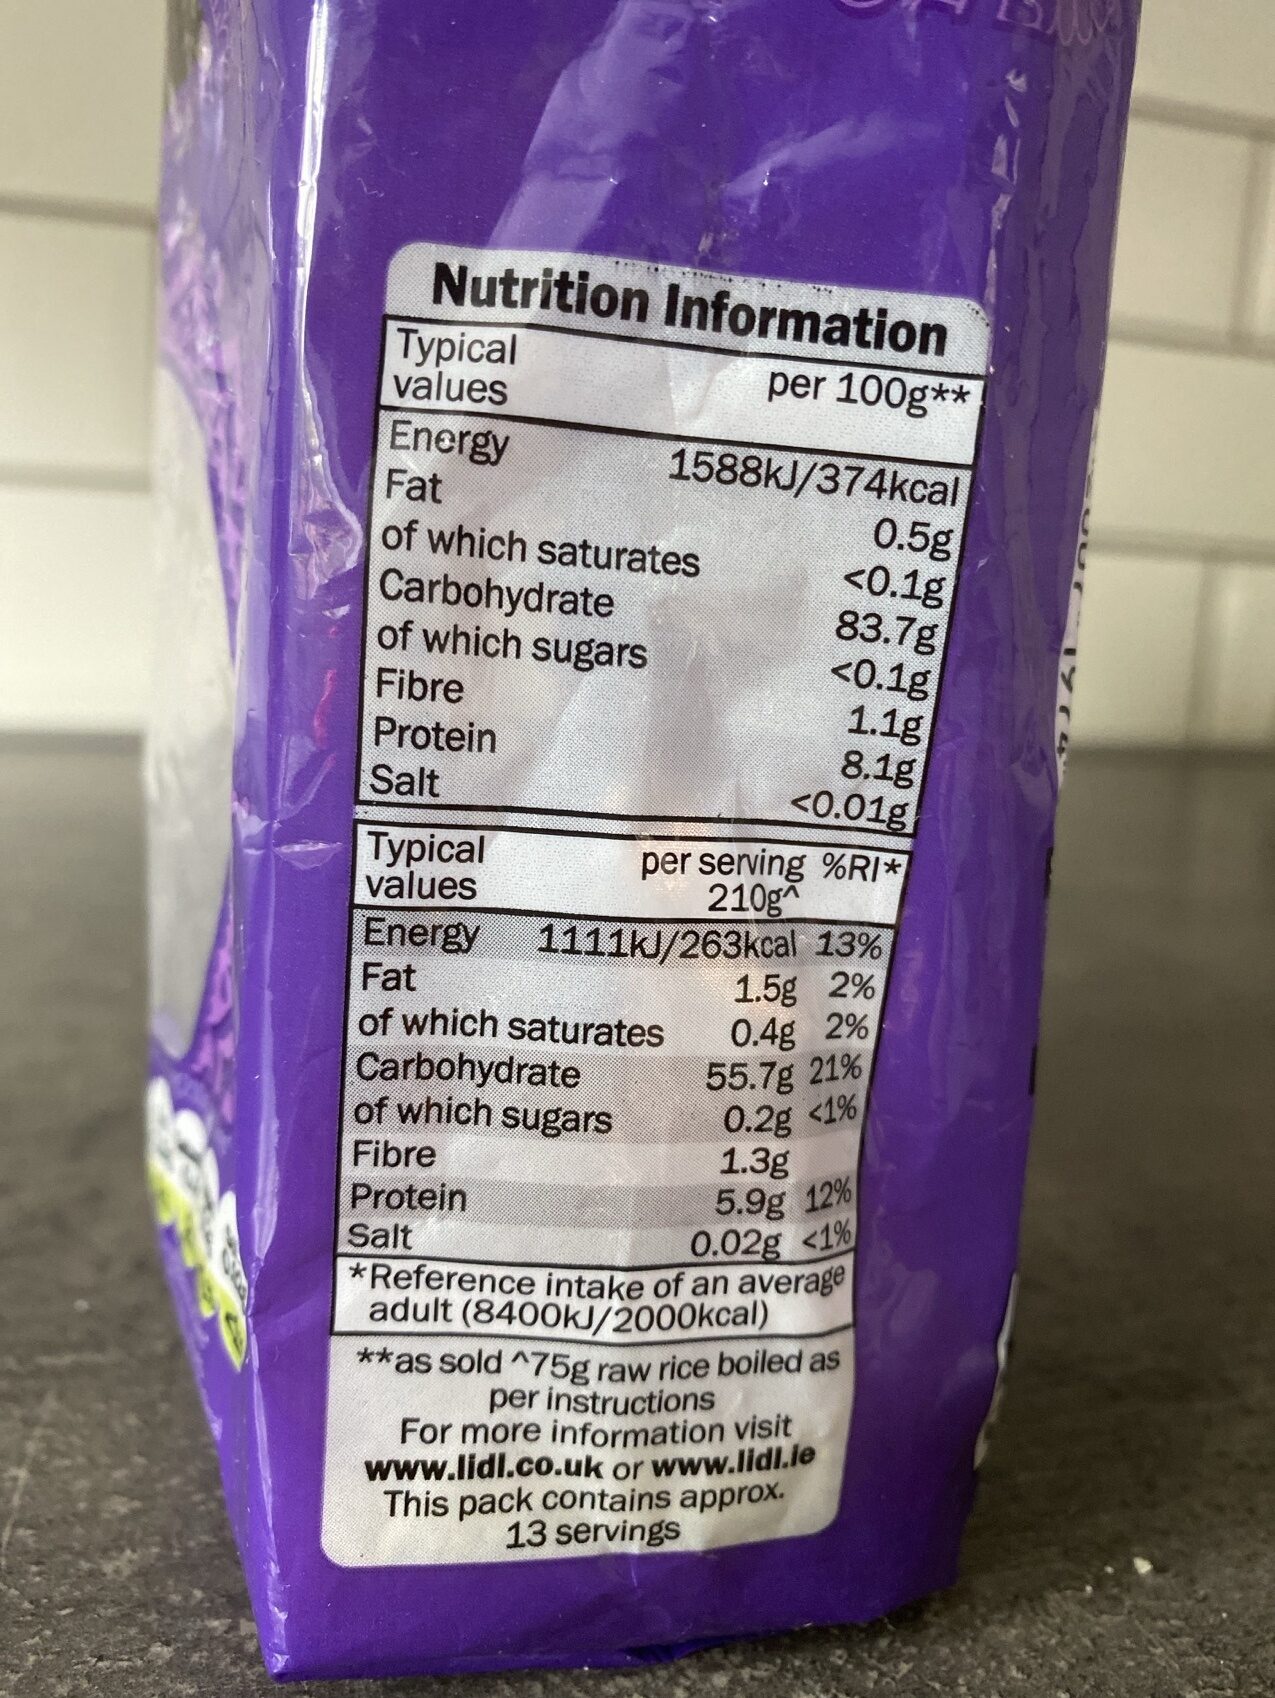 Nutrition Information
Typical
values per 100g**
Energy 1588kJ/374kcal
Fat 0.5g
of which saturates <0.1g
Carbohydrate 83.7g
of which sugars <0.1g
Fibre 1.1g
Protein 8.1g
Salt <0.01g
Typical per serving %RI*
values 210g^
Energy 1111kJ/263kcal 13%
Fat 1.5g 2%
of which saturates 0.4g 2%
Carbohydrate 55.7g 21%
of which sugars 0.2g <1%
Fibre 1.3g
Protein 5.9g 12%
Salt 0.02g <1%
*Reference intake of an average
adult (8400kJ/2000kcal)
**as sold ^75g raw rice boiled as
per instructions
For more information visit
www.lidl.co.uk or www.lidl.ie
This pack contains approx.
13 servings